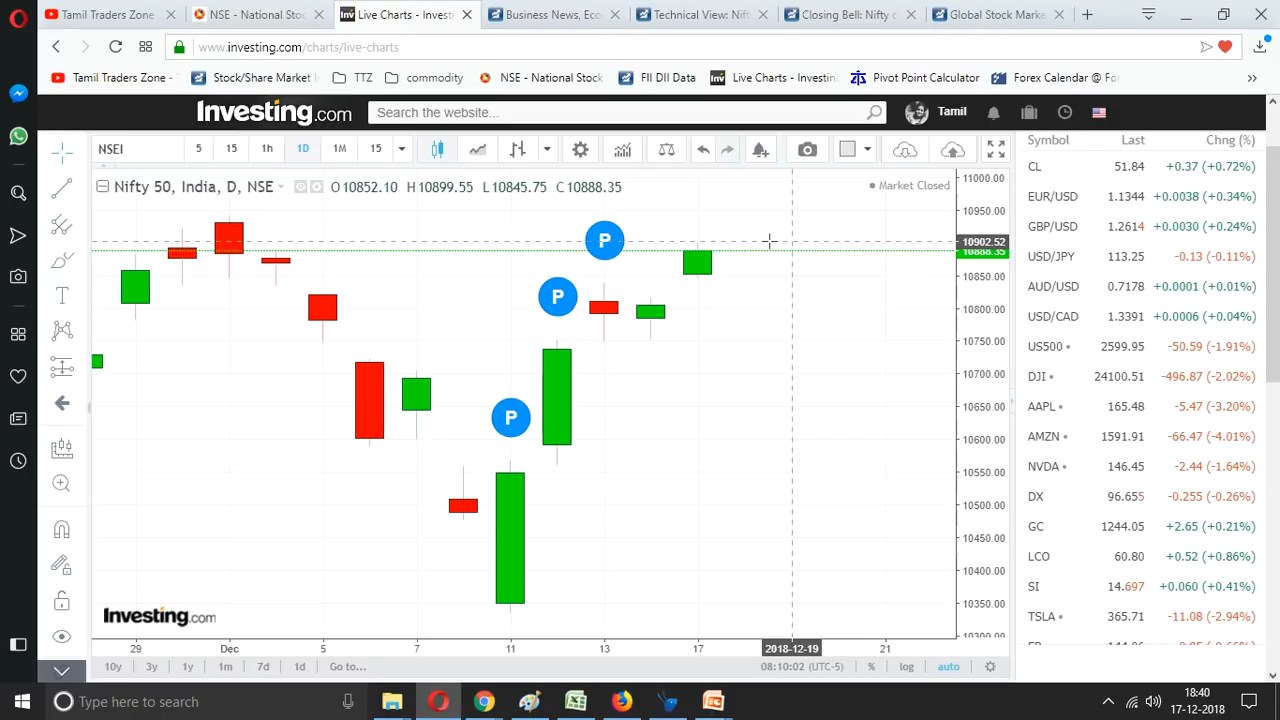 Tamil Traders Zone
NSE - National Stoc
Live Charts - Investi
Business News, Eco
Technical View: Nift
Closing Bell: Nifty c
Global Stock Marke
www.investing.com/charts/live-charts
Tamil Traders Zone -
Stock/Share Market
TTZ
commodity
NSE - National Stock
FII DII Data
Inv Live Charts - Investin
Pivot Point Calculator
Forex Calendar @ Fo
Investing.com
Search the website...
Tamil
NSEI
5 15 1h 1D 1M 15
Nifty 50, India, D, NSE
O10852.10 H10899.55 L10845.75 C10888.35
Market Closed
11000.00
10950.00
10902.52
10888.35
10850.00
10800.00
10750.00
10700.00
10650.00
10600.00
10550.00
10500.00
10450.00
10400.00
10350.00
10300.00
P
P
P
Investing.com
29 Dec 5 7 11 13 17 2018-12-19 21
10y 3y 1y 1m 7d 1d Go to...
08:10:02 (UTC-5) % log auto
Symbol Last Chng (%)
CL 51.84 +0.37 (+0.72%)
EUR/USD 1.1344 +0.0038 (+0.34%)
GBP/USD 1.2614 +0.0030 (+0.24%)
USD/JPY 113.25 -0.13 (-0.11%)
AUD/USD 0.7178 +0.0001 (+0.01%)
USD/CAD 1.3391 +0.0006 (+0.04%)
US500 2599.95 -50.59 (-1.91%)
DJI 24100.51 -496.87 (-2.02%)
AAPL 165.48 -5.47 (-3.20%)
AMZN 1591.91 -66.47 (-4.01%)
NVDA 146.45 -2.44 (-1.64%)
DX 96.655 -0.255 (-0.26%)
GC 1244.05 +2.65 (+0.21%)
LCO 60.80 +0.52 (+0.86%)
SI 14.697 +0.060 (+0.41%)
TSLA 365.71 -11.08 (-2.94%)
Type here to search
18:40
17-12-2018